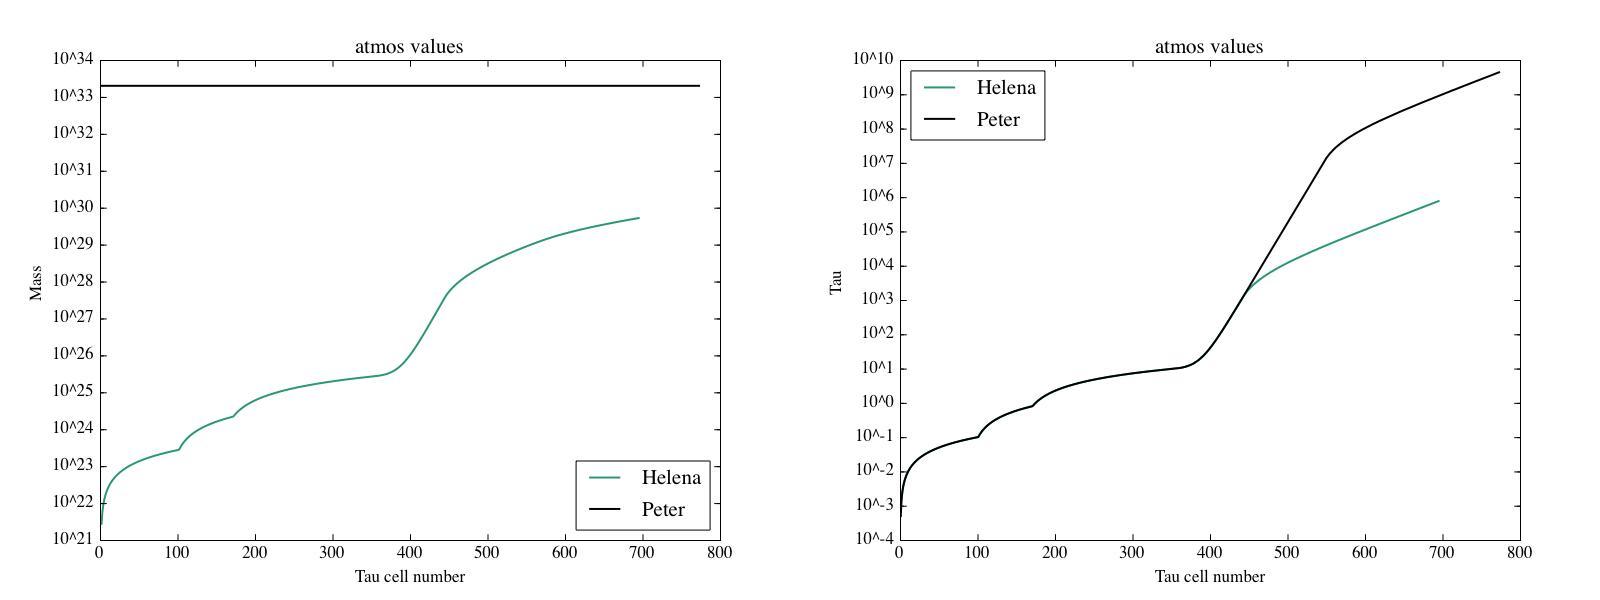 atmos values
10^34
10^33
10^32
10^31
10^30
10^29
10^28
10^27
10^26
10^25
10^24
10^23
10^22
10^21
Mass
Helena
Peter
0 100 200 300 400 500 600 700 800
Tau cell number
atmos values
10^10
10^9
10^8
10^7
10^6
10^5
10^4
10^3
10^2
10^1
10^0
10^-1
10^-2
10^-3
10^-4
Tau
Helena
Peter
0 100 200 300 400 500 600 700 800
Tau cell number